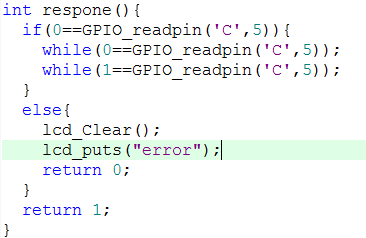 int respone(){
if(0==GPIO_readpin('C',5)){
while(0==GPIO_readpin('C',5));
while(1==GPIO_readpin('C',5));
}
else{
lcd_Clear();
lcd_puts("error");
return 0;
}
return 1;
}